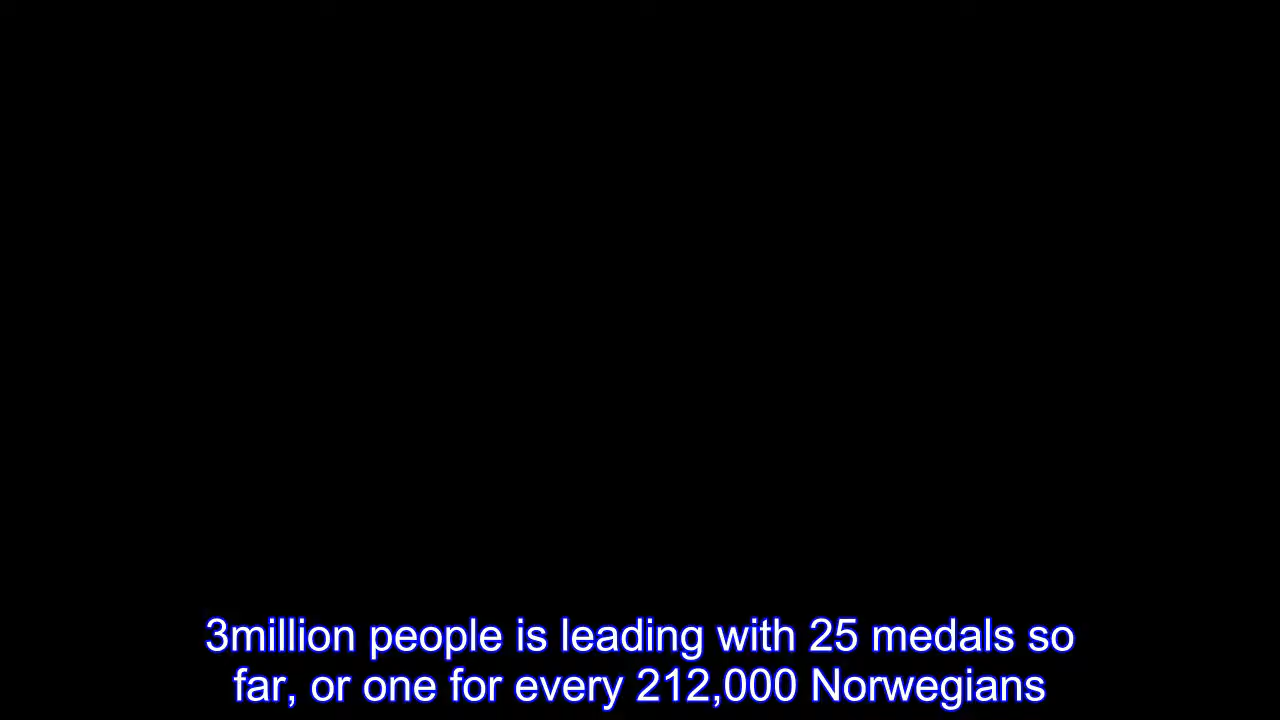 3million people is leading with 25 medals so
far, or one for every 212,000 Norwegians